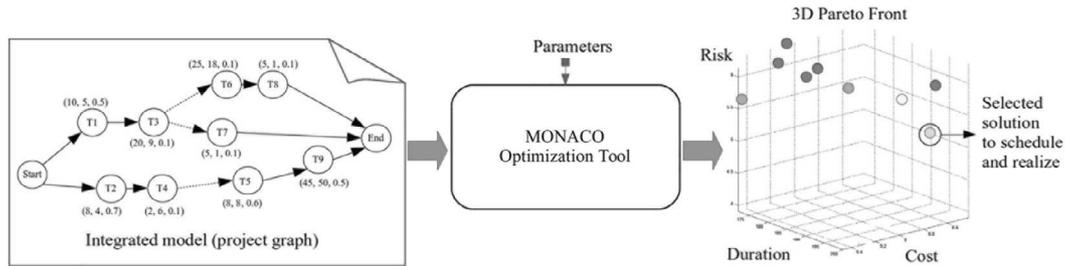 3D Pareto Front
Risk
Parameters
(25, 18, 0.1)
(5, 1, 0.1)
T6
T8
(10, 5, 0.5)
T1
T3
T7
End
(20, 9, 0.1)
(5, 1, 0.1)
T9
Start
T2
T4
T5
(45, 50, 0.5)
(8, 4, 0.7)
(2, 6, 0.1)
(8, 8, 0.6)
Integrated model (project graph)
MONACO
Optimization Tool
Selected
solution
to schedule
and realize
Duration
Cost